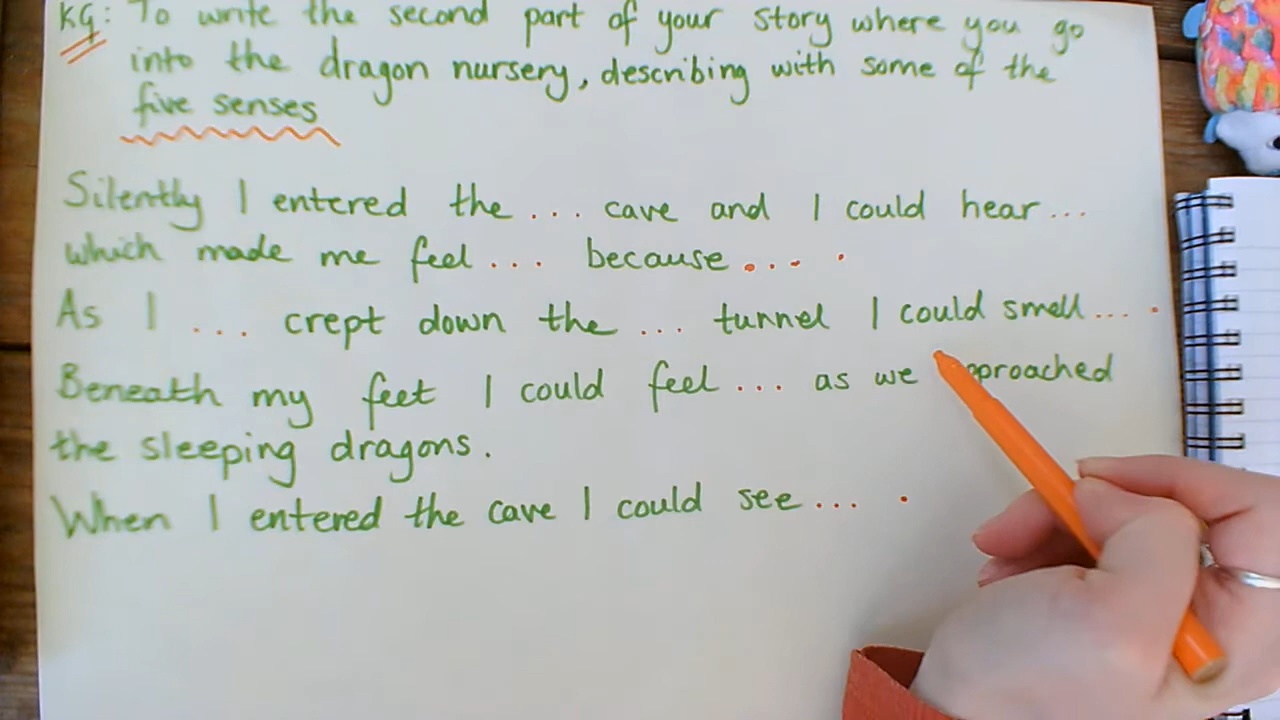 KG: To write the second part of your story where you go
into the dragon nursery, describing with some of the
five senses
Silently I entered the ... cave and I could hear ...
which made me feel ... because ... .
As I ... crept down the ... tunnel I could smell ... .
Beneath my feet I could feel ... as we pproached
the sleeping dragons.
When I entered the cave I could see ... .